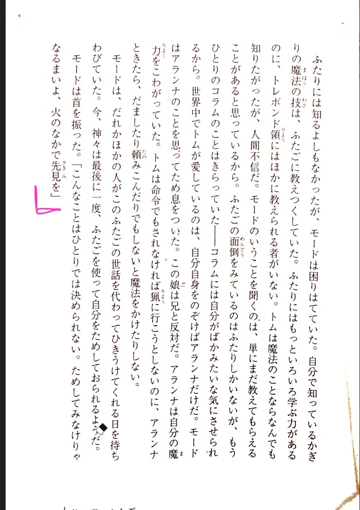 ふたりには知るよしもなかったが、モードは困りはてていた。自分で知っているかぎ
りの魔法の技は、ふたごに教えつくしていた。ふたりにはもっといろいろ学ぶ力がある
のに、トレボンド領にはほかに教えられる者がいない。トムは魔法のことならなんでも
知りたがったが、人間不信だ。モードのいうことを聞くのは、単にまだ教えてもらえる
ことがあると思っているから。ふたごの面倒をみているのはふたりしかいないが、もう
ひとりのコラムのことはきらっていた──コラムには自分がばかみたいな気にさせられ
るから。世界中でトムが愛しているのは、自分自身をのぞけばアランナだけだ。モード
はアランナのことを思ってため息をついた。この娘は兄と反対だ。アランナは自分の魔
力をこわがっていた。トムは命令でもされなければ猟に行こうとしないのに、アランナ
ときたら、だましたり頼みこんだりでもしないと魔法をかけたりしない。
モードは、だれかほかの人がこのふたごの世話を代わってひきうけてくれる日を待ち
わびていた。今、神々は最後に一度、ふたごを使って自分をためしておられるようだ。
モードは首を振った。「こんなことはひとりでは決められない。ためしてみなけりゃ
なるまいよ、火のなかで先見を」